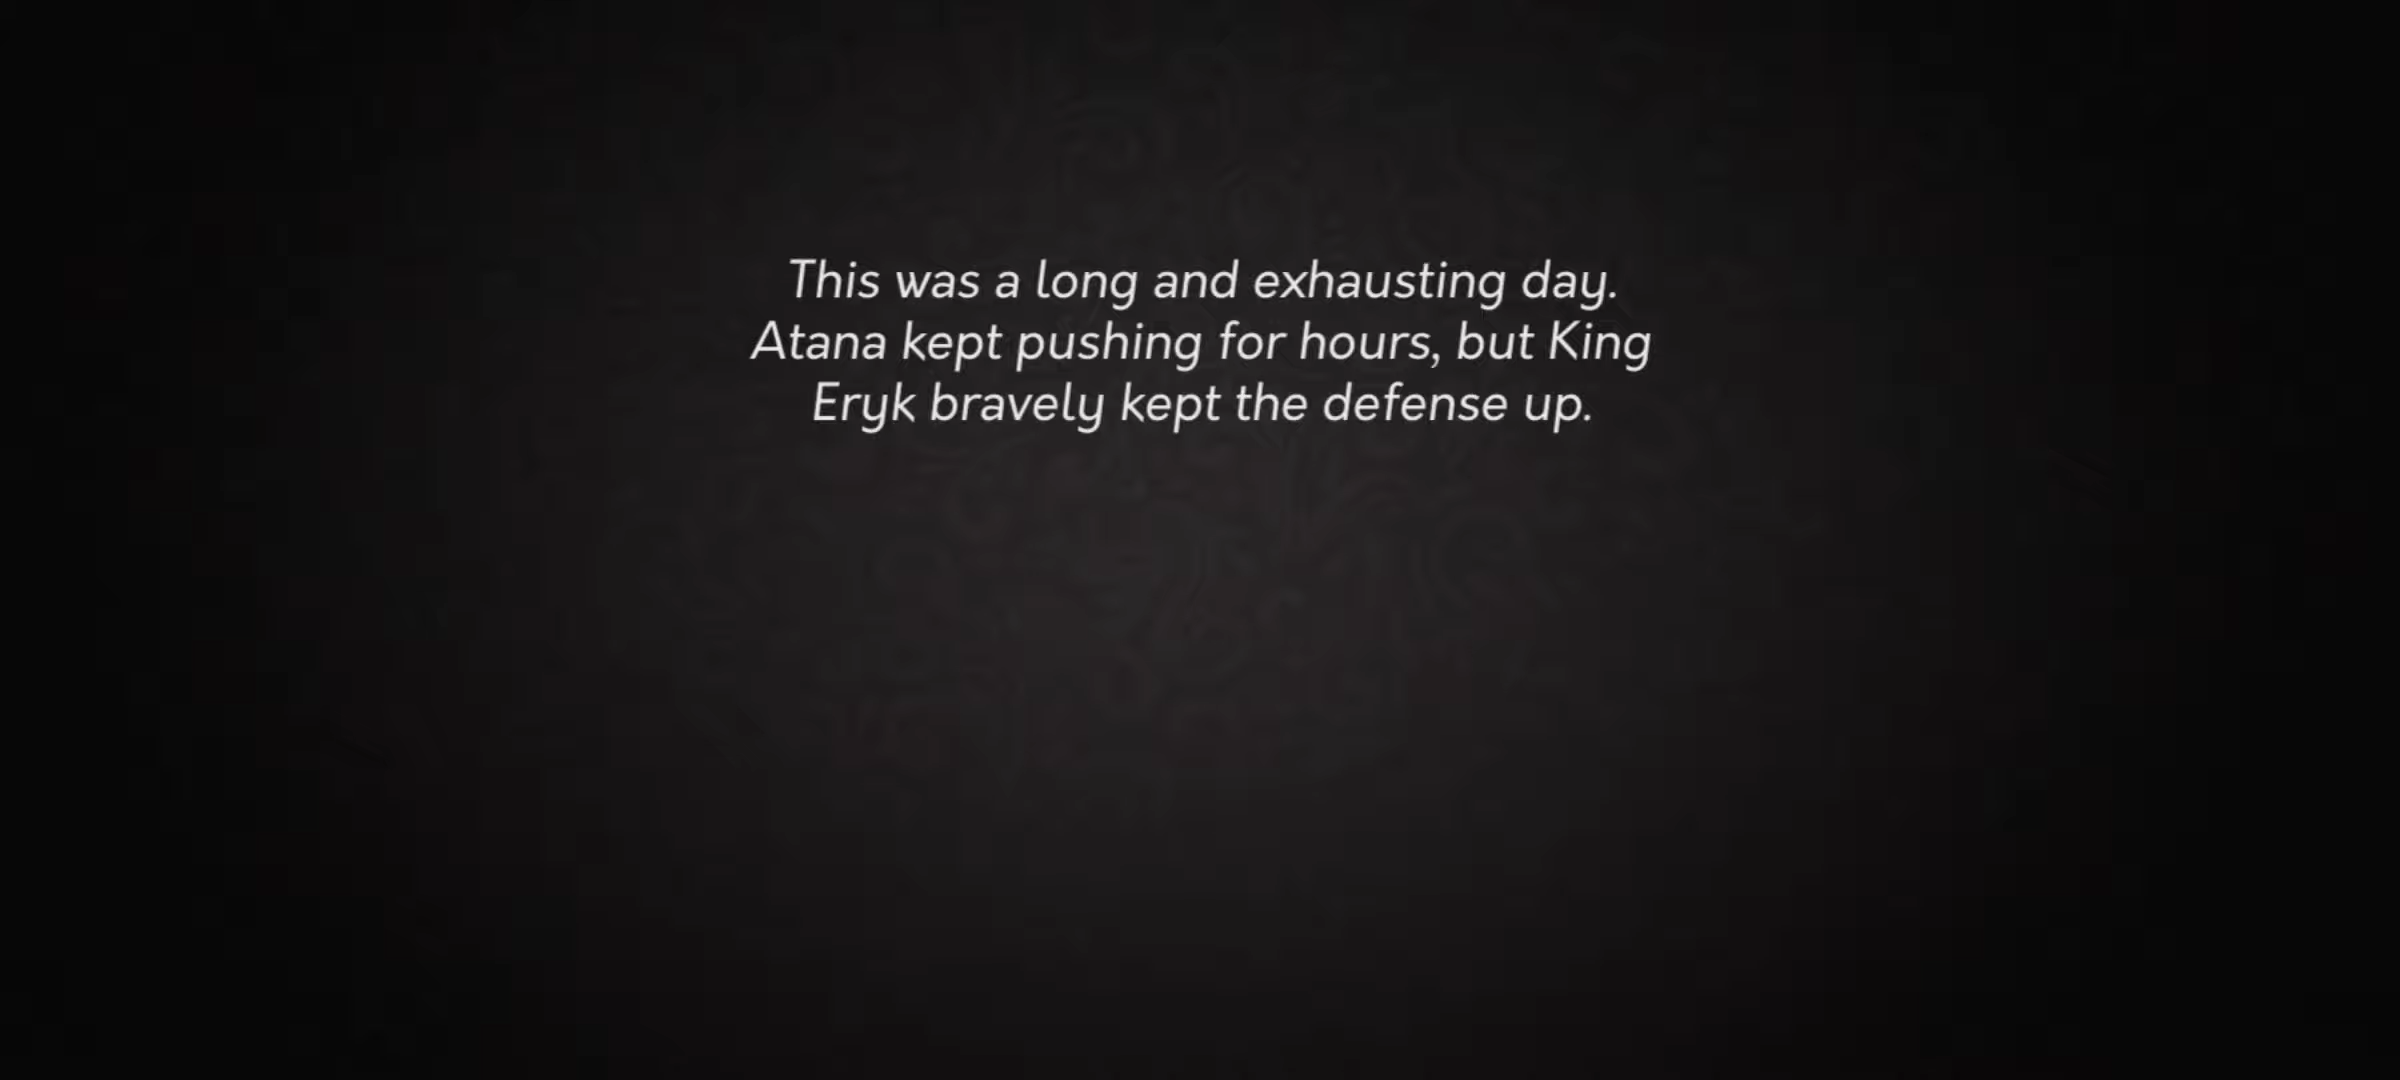 This was a long and exhausting day.
Atana kept pushing for hours, but King
Eryk bravely kept the defense up.